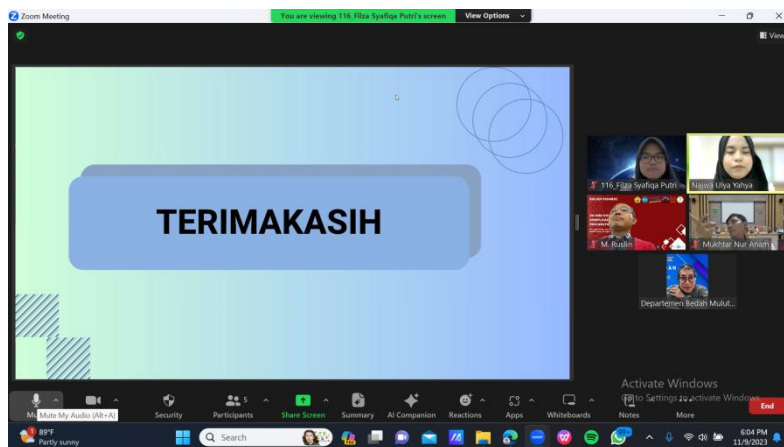 Zoom Meeting
You are viewing 116_Filza Syafiqa Putri's screen
View Options
View
TERIMAKASIH
116_Filza Syafiqa Putri
Najwa Ulya Yahya
M. Ruslin
Mukhtar Nur Anam
Departemen Bedah Mulut...
Activate Windows
Go to Settings to activate Windows.
Mute My Audio (Alt+A)
Security
Participants
5
Share Screen
Summary
AI Companion
Reactions
Apps
Whiteboards
Notes
More
End
89°F
Partly sunny
Search
6:04 PM
11/9/2023